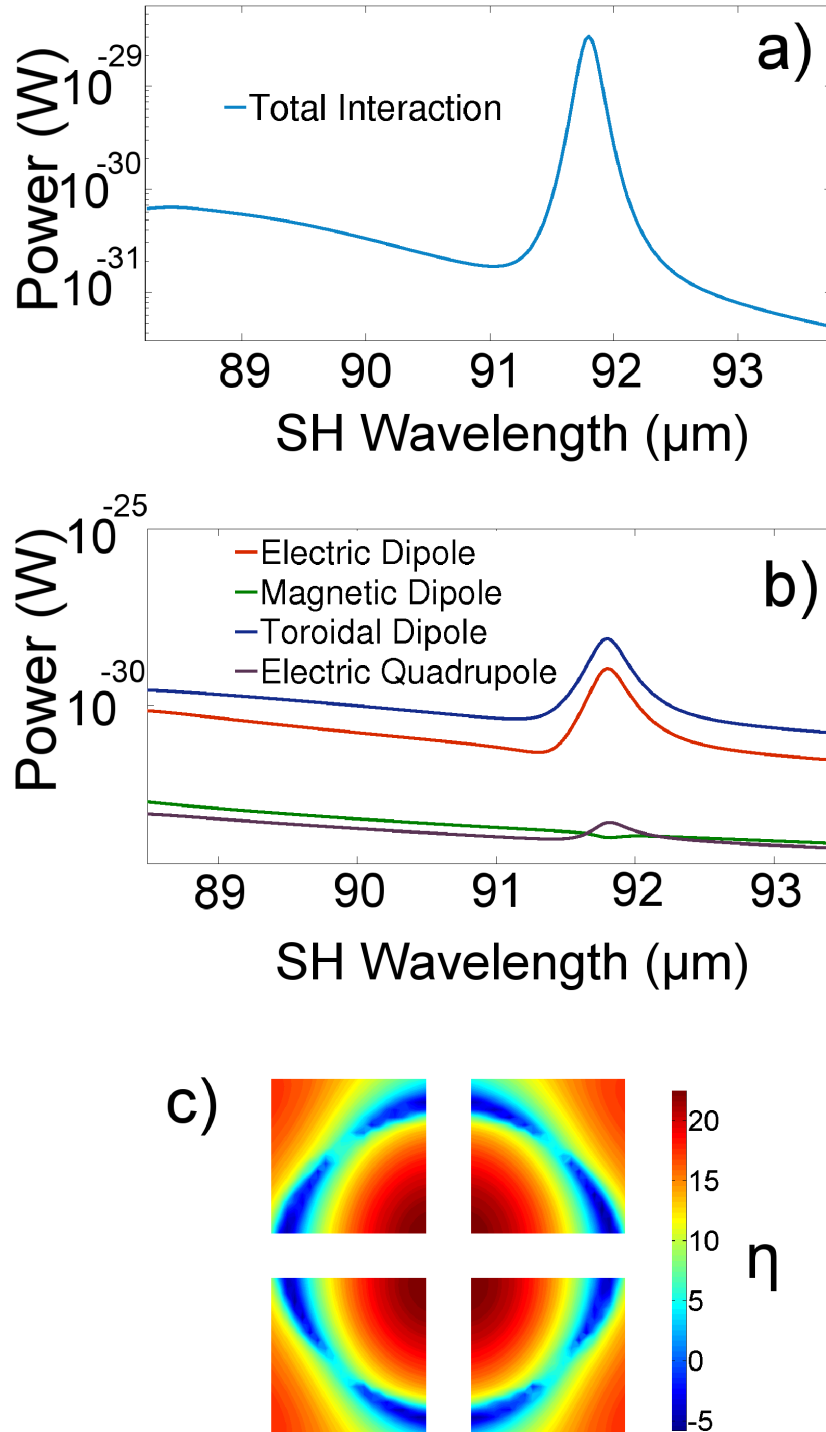 a)
Power (W)
10^-29
10^-30
10^-31
Total Interaction
89 90 91 92 93
SH Wavelength (μm)
b)
Power (W)
10^-25
10^-30
Electric Dipole
Magnetic Dipole
Toroidal Dipole
Electric Quadrupole
89 90 91 92 93
SH Wavelength (μm)
c)
20
15
10
5
0
-5
η